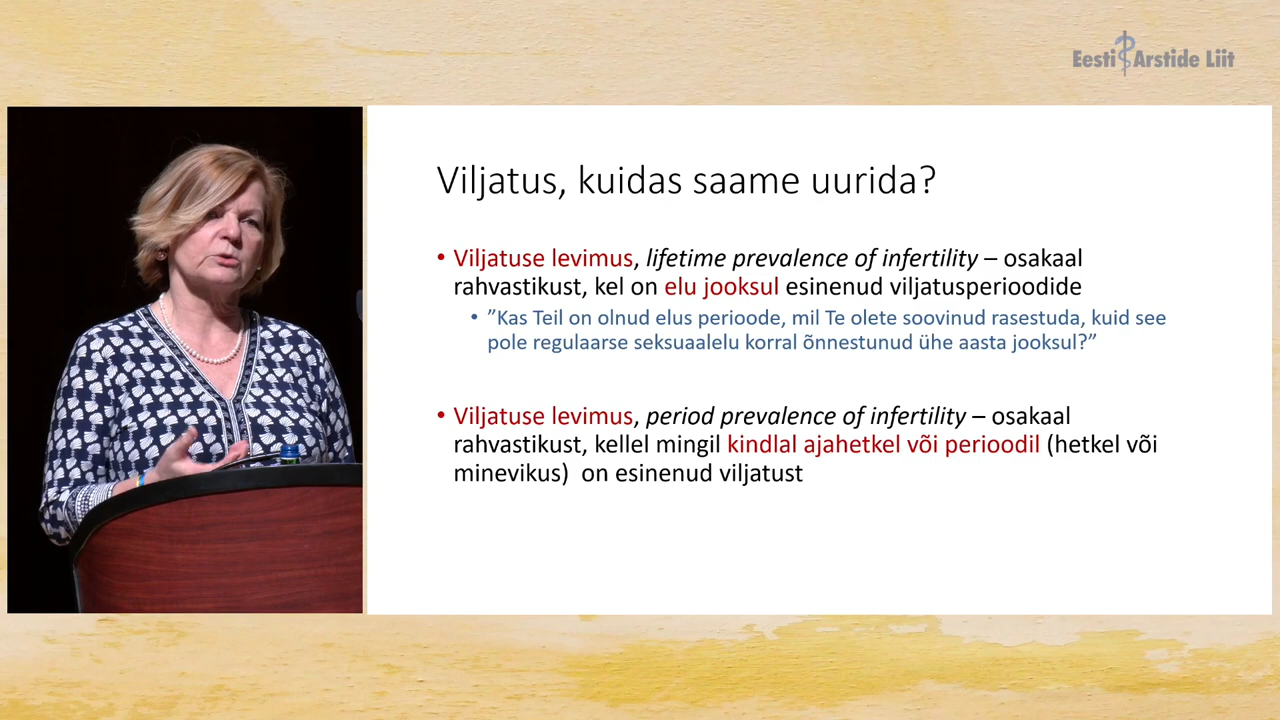 Eesti Arstide Liit
Viljatus, kuidas saame uurida?
• Viljatuse levimus, lifetime prevalence of infertility – osakaal
rahvastikust, kel on elu jooksul esinenud viljatusperioodide
• ”Kas Teil on olnud elus perioode, mil Te olete soovinud rasestuda, kuid see
pole regulaarse seksuaalelu korral õnnestunud ühe aasta jooksul?”
• Viljatuse levimus, period prevalence of infertility – osakaal
rahvastikust, kellel mingil kindlal ajahetkel või perioodil (hetkel või
minevikus)  on esinenud viljatust